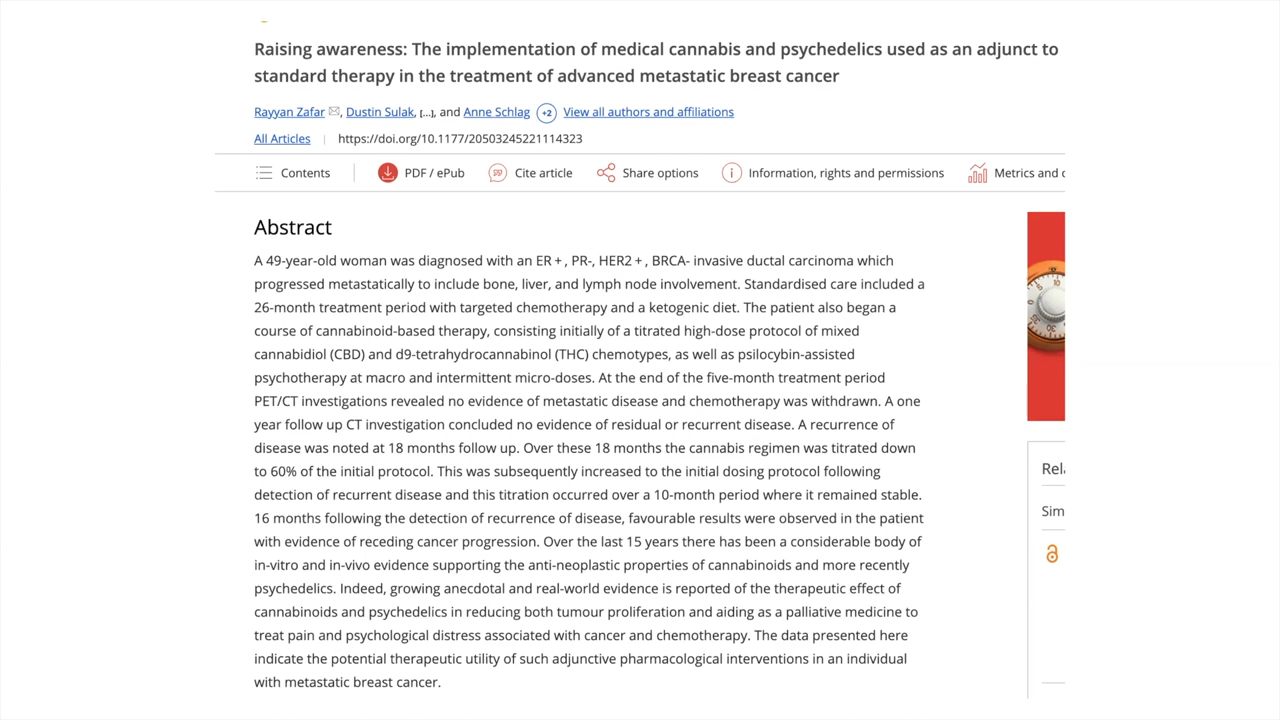 Raising awareness: The implementation of medical cannabis and psychedelics used as an adjunct to
standard therapy in the treatment of advanced metastatic breast cancer
Rayyan Zafar, Dustin Sulak, [...], and Anne Schlag +2 View all authors and affiliations
All Articles | https://doi.org/10.1177/20503245221114323
Contents | PDF / ePub Cite article Share options Information, rights and permissions Metrics and c
Abstract
A 49-year-old woman was diagnosed with an ER+, PR-, HER2+, BRCA- invasive ductal carcinoma which
progressed metastatically to include bone, liver, and lymph node involvement. Standardised care included a
26-month treatment period with targeted chemotherapy and a ketogenic diet. The patient also began a
course of cannabinoid-based therapy, consisting initially of a titrated high-dose protocol of mixed
cannabidiol (CBD) and d9-tetrahydrocannabinol (THC) chemotypes, as well as psilocybin-assisted
psychotherapy at macro and intermittent micro-doses. At the end of the five-month treatment period
PET/CT investigations revealed no evidence of metastatic disease and chemotherapy was withdrawn. A one
year follow up CT investigation concluded no evidence of residual or recurrent disease. A recurrence of
disease was noted at 18 months follow up. Over these 18 months the cannabis regimen was titrated down
to 60% of the initial protocol. This was subsequently increased to the initial dosing protocol following
detection of recurrent disease and this titration occurred over a 10-month period where it remained stable.
16 months following the detection of recurrence of disease, favourable results were observed in the patient
with evidence of receding cancer progression. Over the last 15 years there has been a considerable body of
in-vitro and in-vivo evidence supporting the anti-neoplastic properties of cannabinoids and more recently
psychedelics. Indeed, growing anecdotal and real-world evidence is reported of the therapeutic effect of
cannabinoids and psychedelics in reducing both tumour proliferation and aiding as a palliative medicine to
treat pain and psychological distress associated with cancer and chemotherapy. The data presented here
indicate the potential therapeutic utility of such adjunctive pharmacological interventions in an individual
with metastatic breast cancer.
Rel
Sim